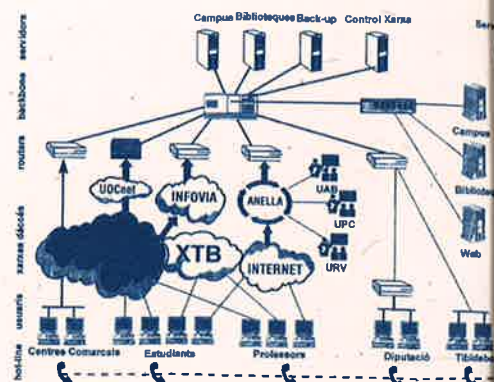 Campus Biblioteques Back-up Control Xarxa
servidors
backbone
Campus
routers
UOCnet
INFOVIA
ANELLA
UAB
UPC
URV
Web
xarxes d'accés
XTB
INTERNET
usuaris
Centres Comarcals Estudiants Professors Diputació
hot-line